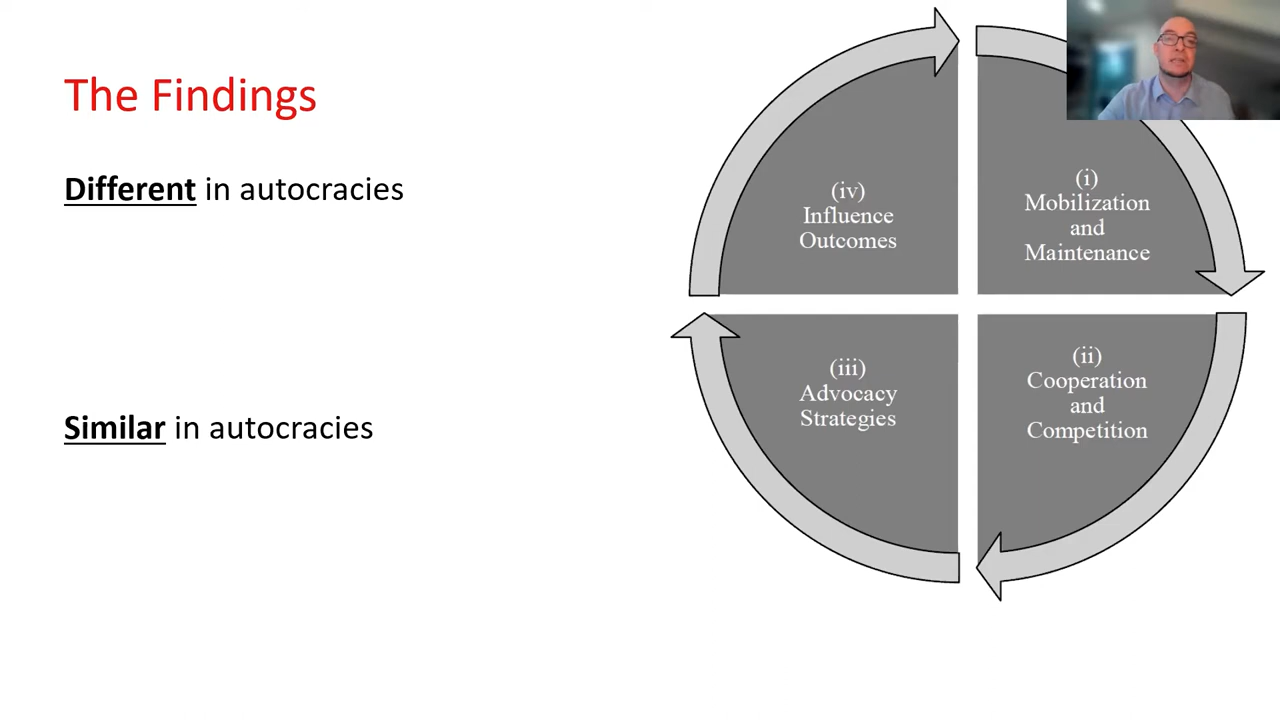 The Findings
Different in autocracies
Similar in autocracies
(iv)
Influence
Outcomes
(i)
Mobilization
and
Maintenance
(iii)
Advocacy
Strategies
(ii)
Cooperation
and
Competition